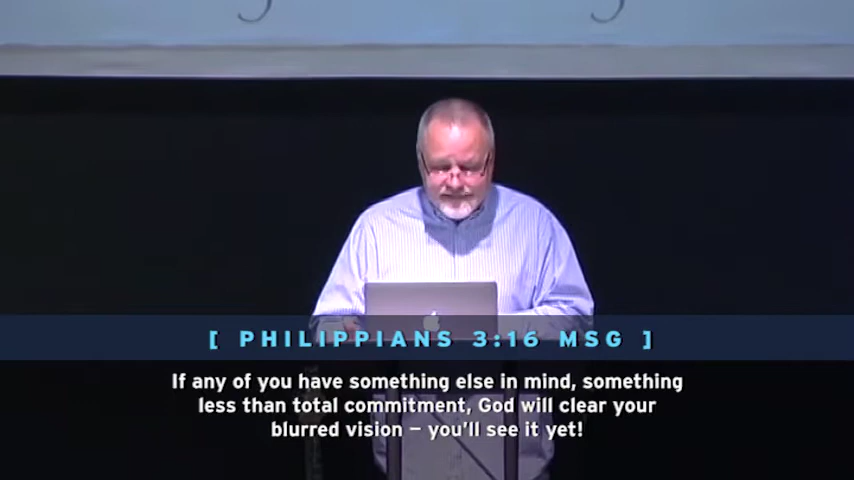 [ PHILIPPIANS 3:16 MSG ]
If any of you have something else in mind, something
less than total commitment, God will clear your
blurred vision – you'll see it yet!